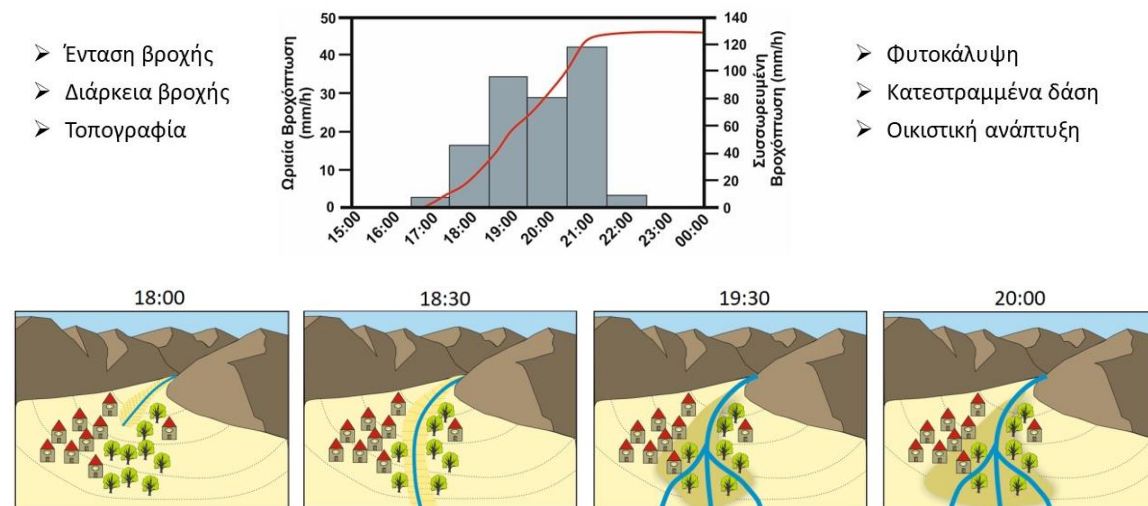 ➢ Ένταση βροχής
➢ Διάρκεια βροχής
➢ Τοπογραφία
Ωριαία Βροχόπτωση
(mm/h)
50
40
30
20
10
0
15:00
16:00
17:00
18:00
19:00
20:00
21:00
22:00
23:00
00:00
140
120
100
80
60
40
20
0
Συσσωρευμένη
Βροχόπτωση (mm/h)
➢ Φυτοκάλυψη
➢ Κατεστραμμένα δάση
➢ Οικιστική ανάπτυξη
18:00
18:30
19:30
20:00